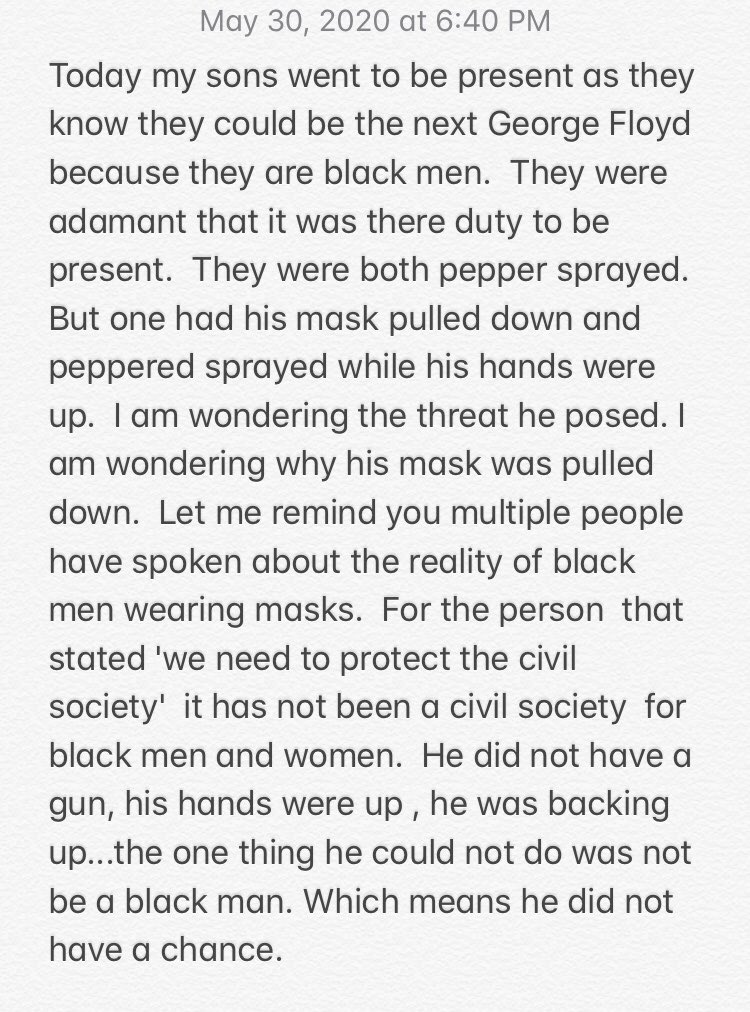 May 30, 2020 at 6:40 PM
Today my sons went to be present as they
know they could be the next George Floyd
because they are black men.  They were
adamant that it was there duty to be
present.  They were both pepper sprayed.
But one had his mask pulled down and
peppered sprayed while his hands were
up.  I am wondering the threat he posed. I
am wondering why his mask was pulled
down.  Let me remind you multiple people
have spoken about the reality of black
men wearing masks.  For the person  that
stated 'we need to protect the civil
society'  it has not been a civil society  for
black men and women.  He did not have a
gun, his hands were up , he was backing
up...the one thing he could not do was not
be a black man. Which means he did not
have a chance.